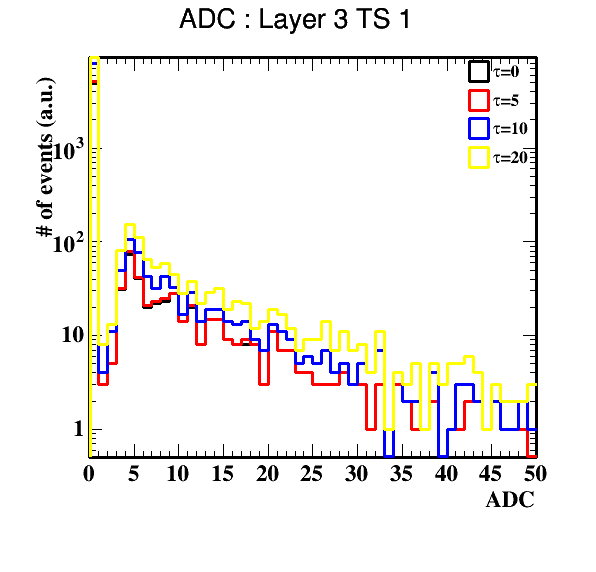 ADC : Layer 3 TS 1
# of events (a.u.)
τ=0
τ=5
τ=10
τ=20
10³
10²
10
1
0 5 10 15 20 25 30 35 40 45 50
ADC